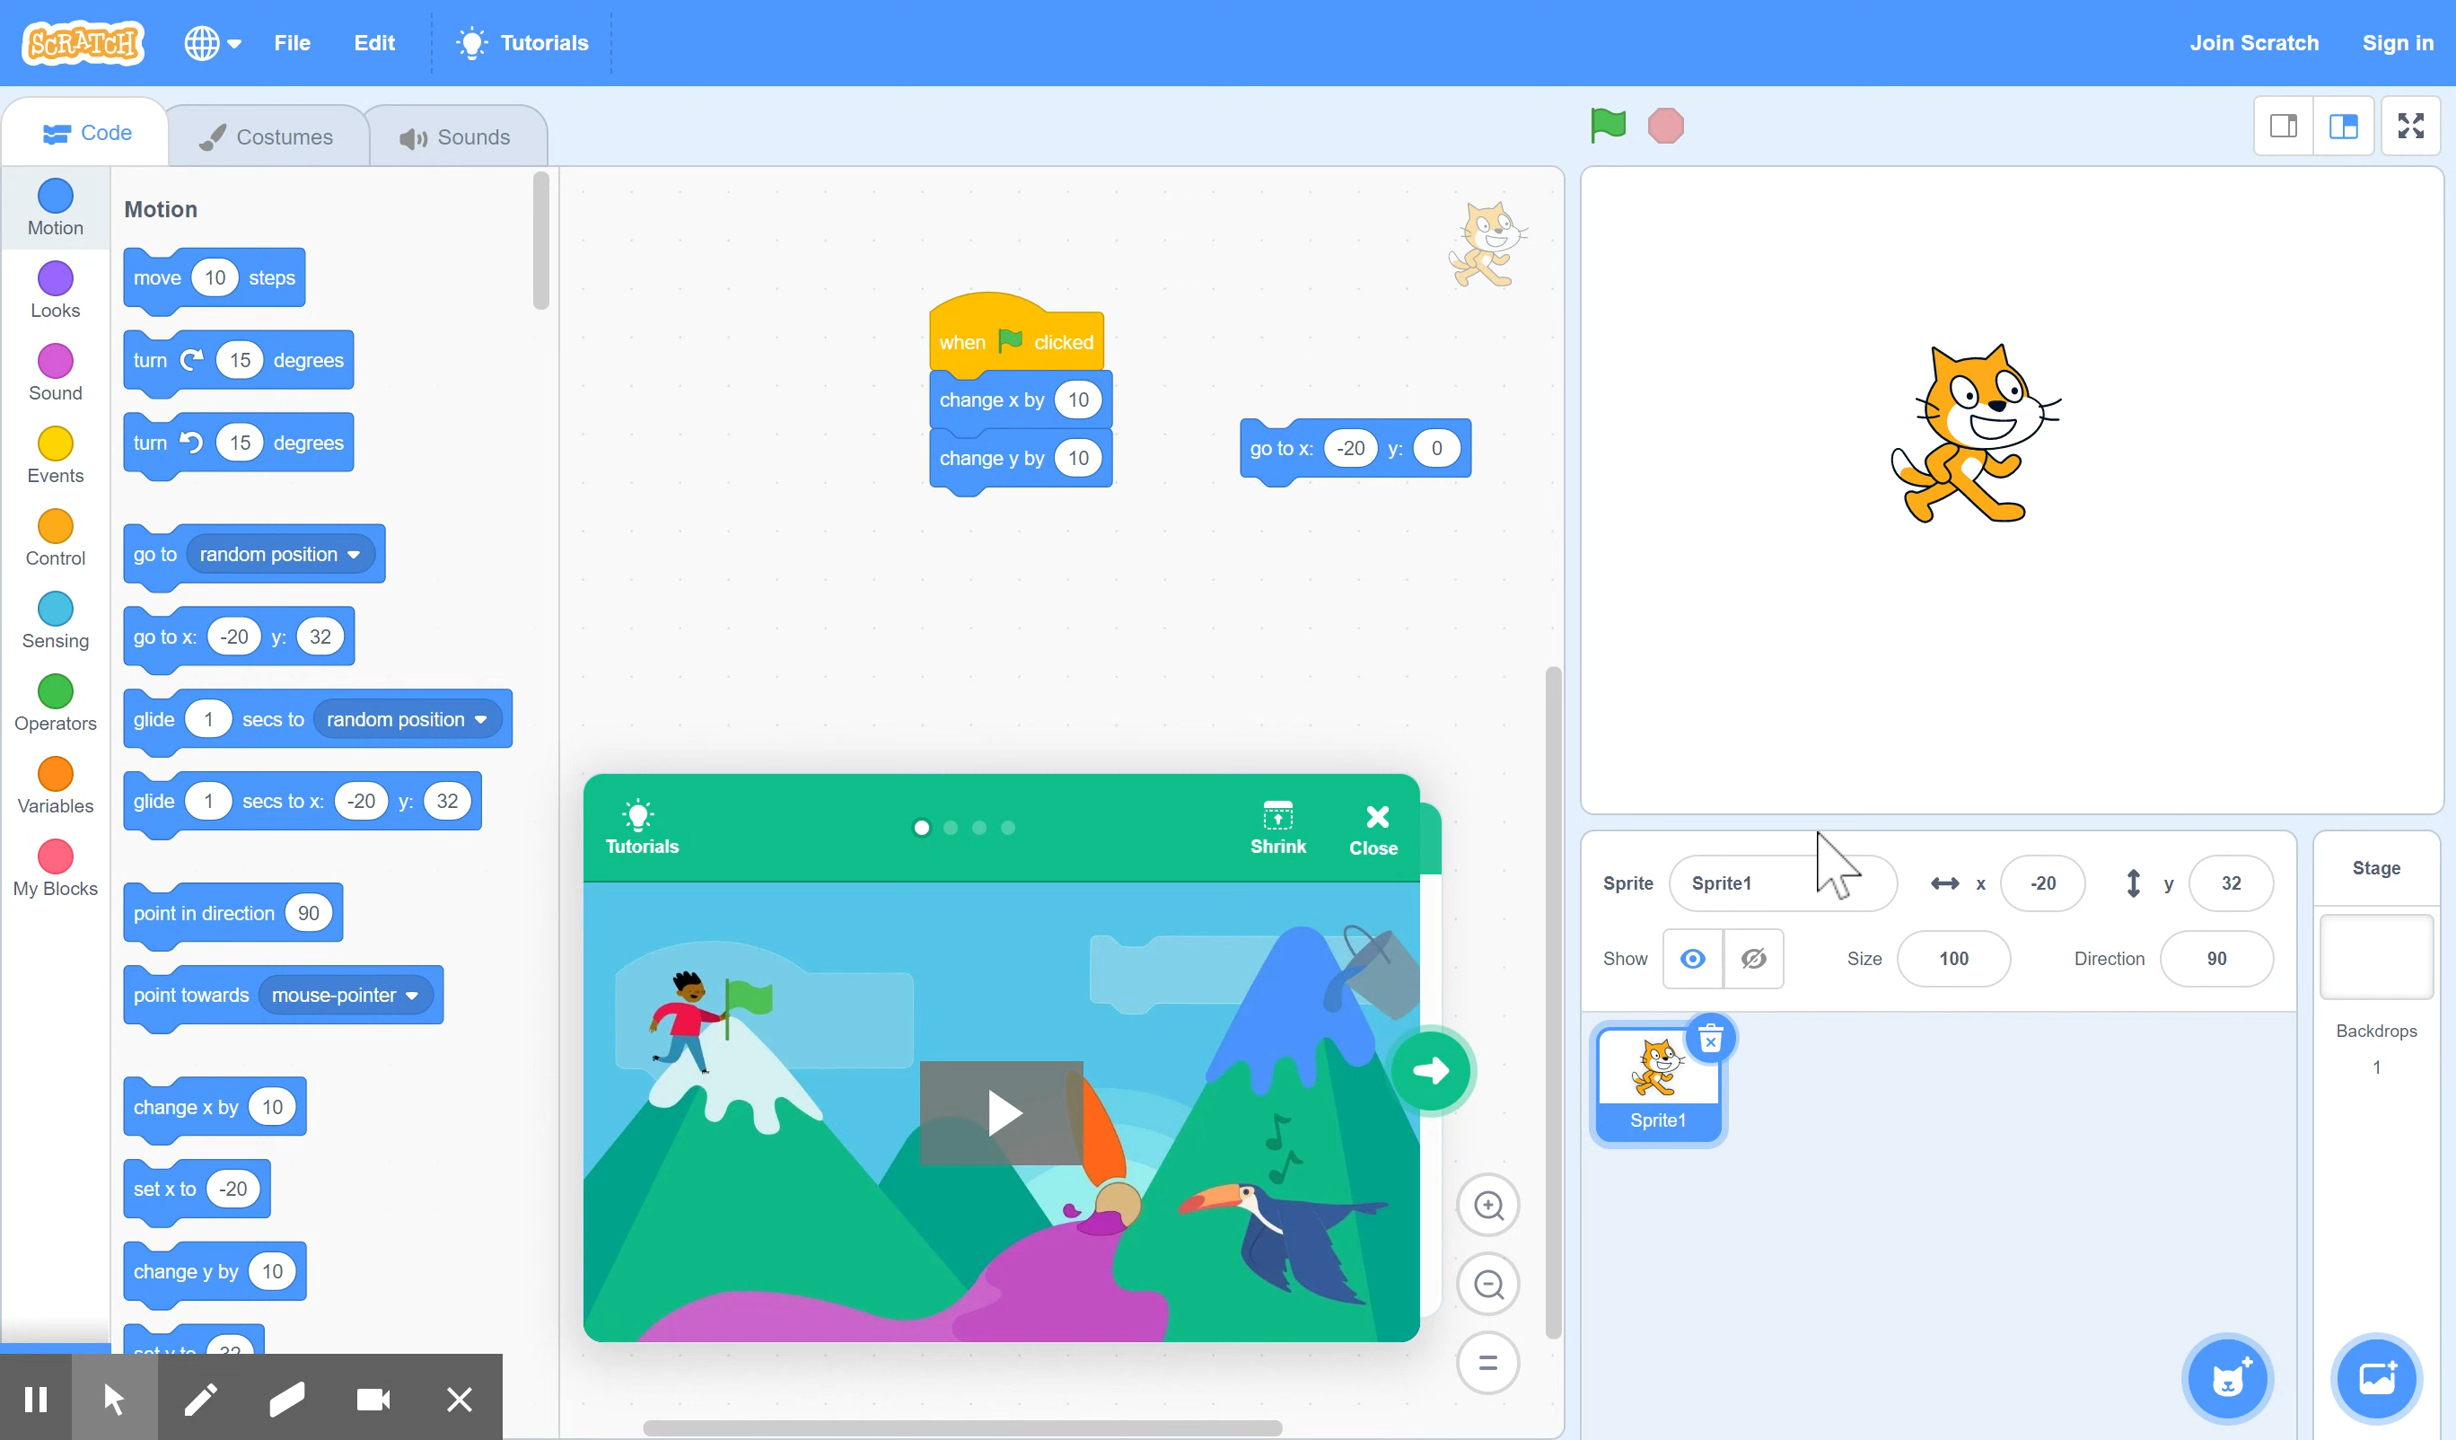 SCRATCH File Edit Tutorials Join Scratch Sign in
Code Costumes Sounds
Motion
Looks
Sound
Events
Control
Sensing
Operators
Variables
My Blocks
Motion
move 10 steps
turn 15 degrees
turn 15 degrees
go to random position
go to x: -20 y: 32
glide 1 secs to random position
glide 1 secs to x: -20 y: 32
point in direction 90
point towards mouse-pointer
change x by 10
set x to -20
change y by 10
set y to 32
when clicked
change x by 10
change y by 10
go to x: -20 y: 0
Tutorials Shrink Close
Sprite Sprite1 x -20 y 32
Show Size 100 Direction 90
Sprite1
Stage
Backdrops
1